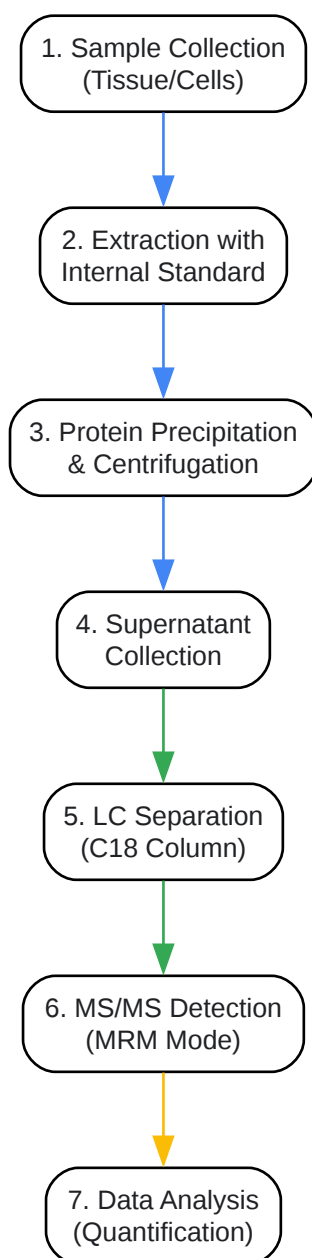 1. Sample Collection
(Tissue/Cells)
2. Extraction with
Internal Standard
3. Protein Precipitation
& Centrifugation
4. Supernatant
Collection
5. LC Separation
(C18 Column)
6. MS/MS Detection
(MRM Mode)
7. Data Analysis
(Quantification)